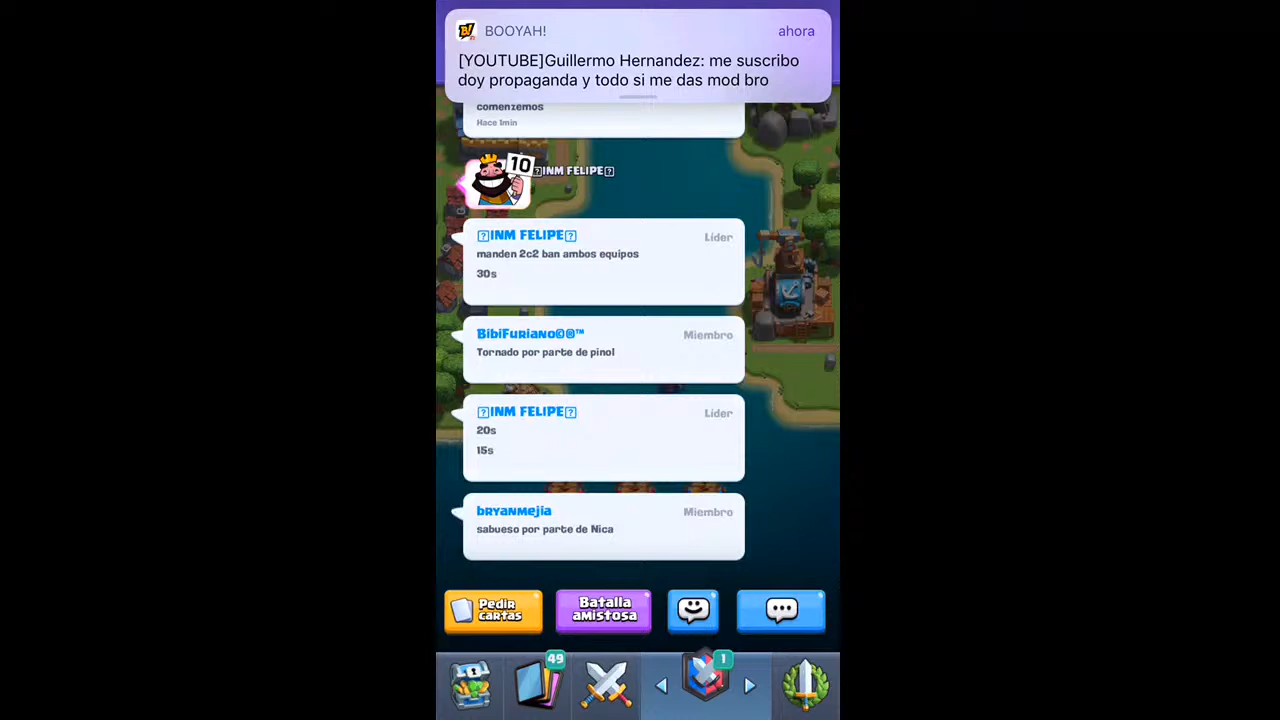 BOOYAH!
ahora
[YOUTUBE]Guillermo Hernandez: me suscribo
doy propaganda y todo si me das mod bro
comenzemos
Hace 1min
10
INM FELIPE
INM FELIPE
Líder
manden 2c2 ban ambos equipos
30s
BibiFuriano©®™
Miembro
Tornado por parte de pinol
INM FELIPE
Líder
20s
15s
bryanmejia
Miembro
sabueso por parte de Nica
Pedir
cartas
Batalla
amistosa
49
1